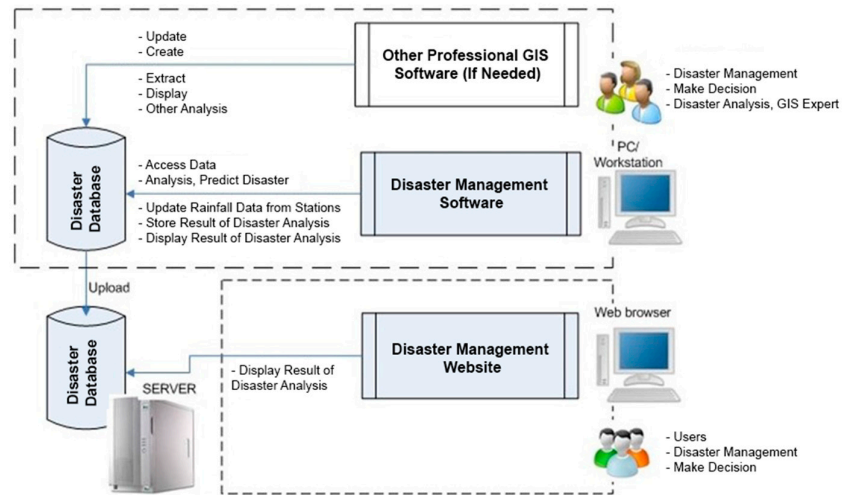 - Update
- Create
- Extract
- Display
- Other Analysis
Other Professional GIS
Software (If Needed)
- Disaster Management
- Make Decision
- Disaster Analysis, GIS Expert
Disaster
Database
- Access Data
- Analysis, Predict Disaster
- Update Rainfall Data from Stations
- Store Result of Disaster Analysis
- Display Result of Disaster Analysis
Disaster Management
Software
PC/
Workstation
Upload
Disaster
Database
SERVER
- Display Result of
Disaster Analysis
Disaster Management
Website
Web browser
- Users
- Disaster Management
- Make Decision